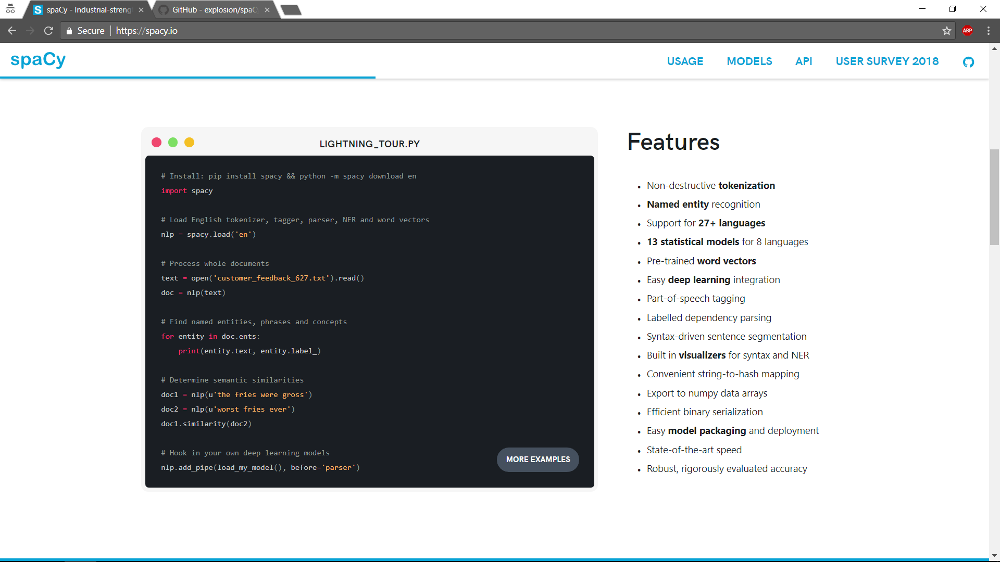 spaCy - Industrial-streng
GitHub - explosion/spaC
Secure
https://spacy.io
ABP
spaCy
USAGE
MODELS
API
USER SURVEY 2018
LIGHTNING_TOUR.PY
# Install: pip install spacy && python -m spacy download en
import spacy
# Load English tokenizer, tagger, parser, NER and word vectors
nlp = spacy.load('en')
# Process whole documents
text = open('customer_feedback_627.txt').read()
doc = nlp(text)
# Find named entities, phrases and concepts
for entity in doc.ents:
    print(entity.text, entity.label_)
# Determine semantic similarities
doc1 = nlp(u'the fries were gross')
doc2 = nlp(u'worst fries ever')
doc1.similarity(doc2)
# Hook in your own deep learning models
nlp.add_pipe(load_my_model(), before='parser')
MORE EXAMPLES
Features
• Non-destructive tokenization
• Named entity recognition
• Support for 27+ languages
• 13 statistical models for 8 languages
• Pre-trained word vectors
• Easy deep learning integration
• Part-of-speech tagging
• Labelled dependency parsing
• Syntax-driven sentence segmentation
• Built in visualizers for syntax and NER
• Convenient string-to-hash mapping
• Export to numpy data arrays
• Efficient binary serialization
• Easy model packaging and deployment
• State-of-the-art speed
• Robust, rigorously evaluated accuracy